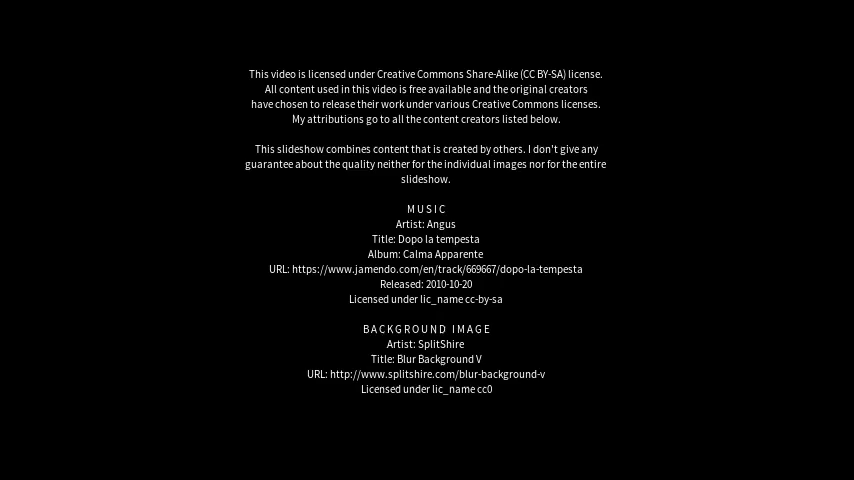 This video is licensed under Creative Commons Share-Alike (CC BY-SA) license.
All content used in this video is free available and the original creators
have chosen to release their work under various Creative Commons licenses.
My attributions go to all the content creators listed below.
This slideshow combines content that is created by others. I don't give any
guarantee about the quality neither for the individual images nor for the entire
slideshow.
MUSIC
Artist: Angus
Title: Dopo la tempesta
Album: Calma Apparente
URL: https://www.jamendo.com/en/track/669667/dopo-la-tempesta
Released: 2010-10-20
Licensed under lic_name cc-by-sa
BACKGROUND IMAGE
Artist: SplitShire
Title: Blur Background V
URL: http://www.splitshire.com/blur-background-v
Licensed under lic_name cc0